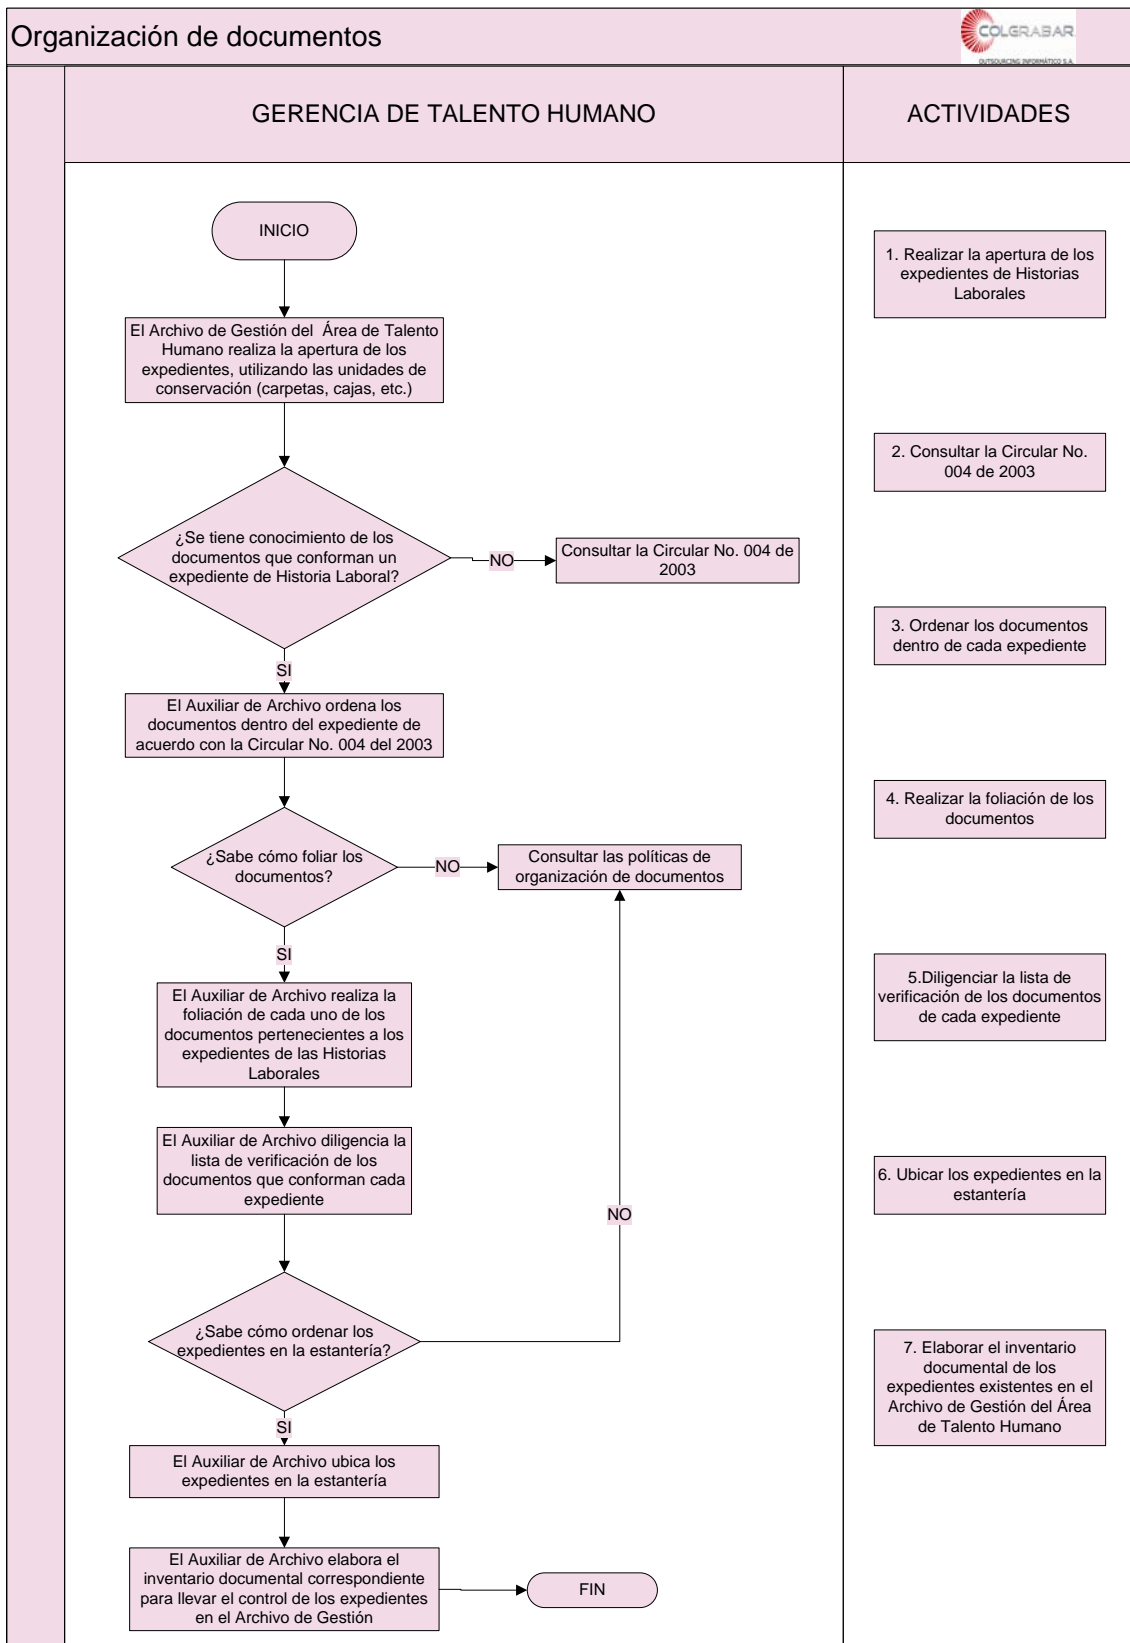 Organización de documentos
COLGRABAR
OUTSOURCING INFORMÁTICO S.A.
GERENCIA DE TALENTO HUMANO
ACTIVIDADES
INICIO
El Archivo de Gestión del Área de Talento
Humano realiza la apertura de los
expedientes, utilizando las unidades de
conservación (carpetas, cajas, etc.)
¿Se tiene conocimiento de los
documentos que conforman un
expediente de Historia Laboral?
NO
Consultar la Circular No. 004 de
2003
SI
El Auxiliar de Archivo ordena los
documentos dentro del expediente de
acuerdo con la Circular No. 004 del 2003
¿Sabe cómo foliar los
documentos?
NO
Consultar las políticas de
organización de documentos
SI
El Auxiliar de Archivo realiza la
foliación de cada uno de los
documentos pertenecientes a los
expedientes de las Historias
Laborales
El Auxiliar de Archivo diligencia la
lista de verificación de los
documentos que conforman cada
expediente
NO
¿Sabe cómo ordenar los
expedientes en la estantería?
SI
El Auxiliar de Archivo ubica los
expedientes en la estantería
El Auxiliar de Archivo elabora el
inventario documental correspondiente
para llevar el control de los expedientes
en el Archivo de Gestión
FIN
1. Realizar la apertura de los
expedientes de Historias
Laborales
2. Consultar la Circular No.
004 de 2003
3. Ordenar los documentos
dentro de cada expediente
4. Realizar la foliación de los
documentos
5.Diligenciar la lista de
verificación de los documentos
de cada expediente
6. Ubicar los expedientes en la
estantería
7. Elaborar el inventario
documental de los
expedientes existentes en el
Archivo de Gestión del Área
de Talento Humano